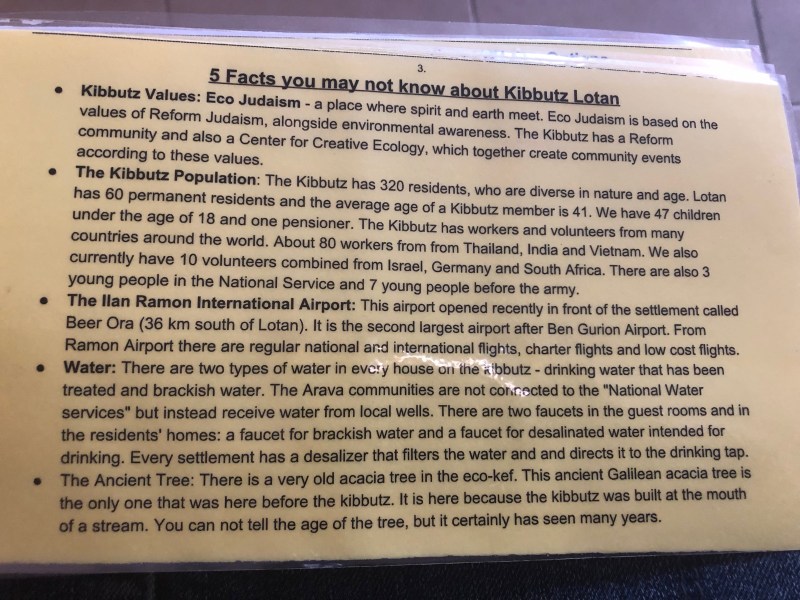 3.
5 Facts you may not know about Kibbutz Lotan
• Kibbutz Values: Eco Judaism - a place where spirit and earth meet. Eco Judaism is based on the
values of Reform Judaism, alongside environmental awareness. The Kibbutz has a Reform
community and also a Center for Creative Ecology, which together create community events
according to these values.
• The Kibbutz Population: The Kibbutz has 320 residents, who are diverse in nature and age. Lotan
has 60 permanent residents and the average age of a Kibbutz member is 41. We have 47 children
under the age of 18 and one pensioner. The Kibbutz has workers and volunteers from many
countries around the world. About 80 workers from from Thailand, India and Vietnam. We also
currently have 10 volunteers combined from Israel, Germany and South Africa. There are also 3
young people in the National Service and 7 young people before the army.
• The Ilan Ramon International Airport: This airport opened recently in front of the settlement called
Beer Ora (36 km south of Lotan). It is the second largest airport after Ben Gurion Airport. From
Ramon Airport there are regular national and international flights, charter flights and low cost flights.
• Water: There are two types of water in every house on the kibbutz - drinking water that has been
treated and brackish water. The Arava communities are not connected to the "National Water
services" but instead receive water from local wells. There are two faucets in the guest rooms and in
the residents' homes: a faucet for brackish water and a faucet for desalinated water intended for
drinking. Every settlement has a desalizer that filters the water and and directs it to the drinking tap.
• The Ancient Tree: There is a very old acacia tree in the eco-kef. This ancient Galilean acacia tree is
the only one that was here before the kibbutz. It is here because the kibbutz was built at the mouth
of a stream. You can not tell the age of the tree, but it certainly has seen many years.